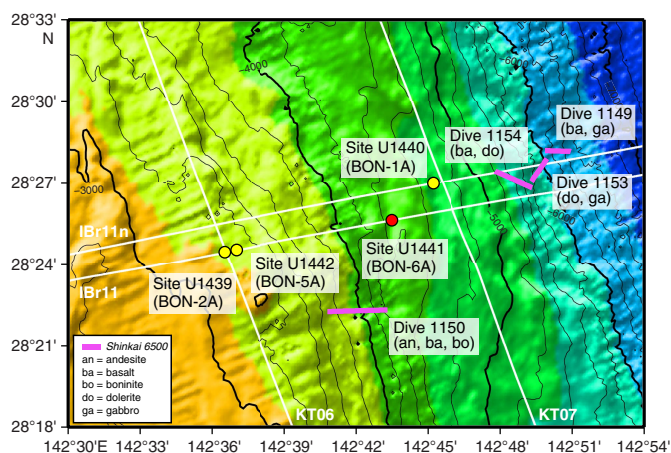 28°33'
N
28°30'
28°27'
28°24'
28°21'
28°18'
−4000
−6000
−3000
−5000
−6000
Dive 1149
(ba, ga)
Dive 1154
(ba, do)
Site U1440
(BON-1A)
Dive 1153
(do, ga)
IBr11n
IBr11
Site U1441
(BON-6A)
Site U1442
(BON-5A)
Site U1439
(BON-2A)
Dive 1150
(an, ba, bo)
Shinkai 6500
an = andesite
ba = basalt
bo = boninite
do = dolerite
ga = gabbro
KT06
KT07
142°30'E 142°33' 142°36' 142°39' 142°42' 142°45' 142°48' 142°51' 142°54'